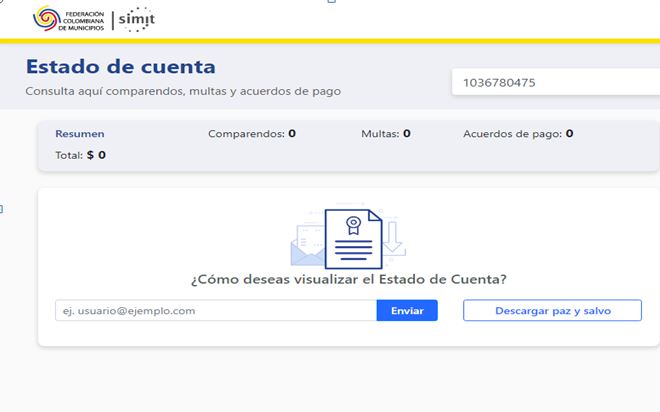 FEDERACIÓN
COLOMBIANA
DE MUNICIPIOS
simit
Estado de cuenta
Consulta aquí comparendos, multas y acuerdos de pago
1036780475
Resumen Comparendos: 0 Multas: 0 Acuerdos de pago: 0
Total: $ 0
¿Cómo deseas visualizar el Estado de Cuenta?
ej. usuario@ejemplo.com Enviar Descargar paz y salvo